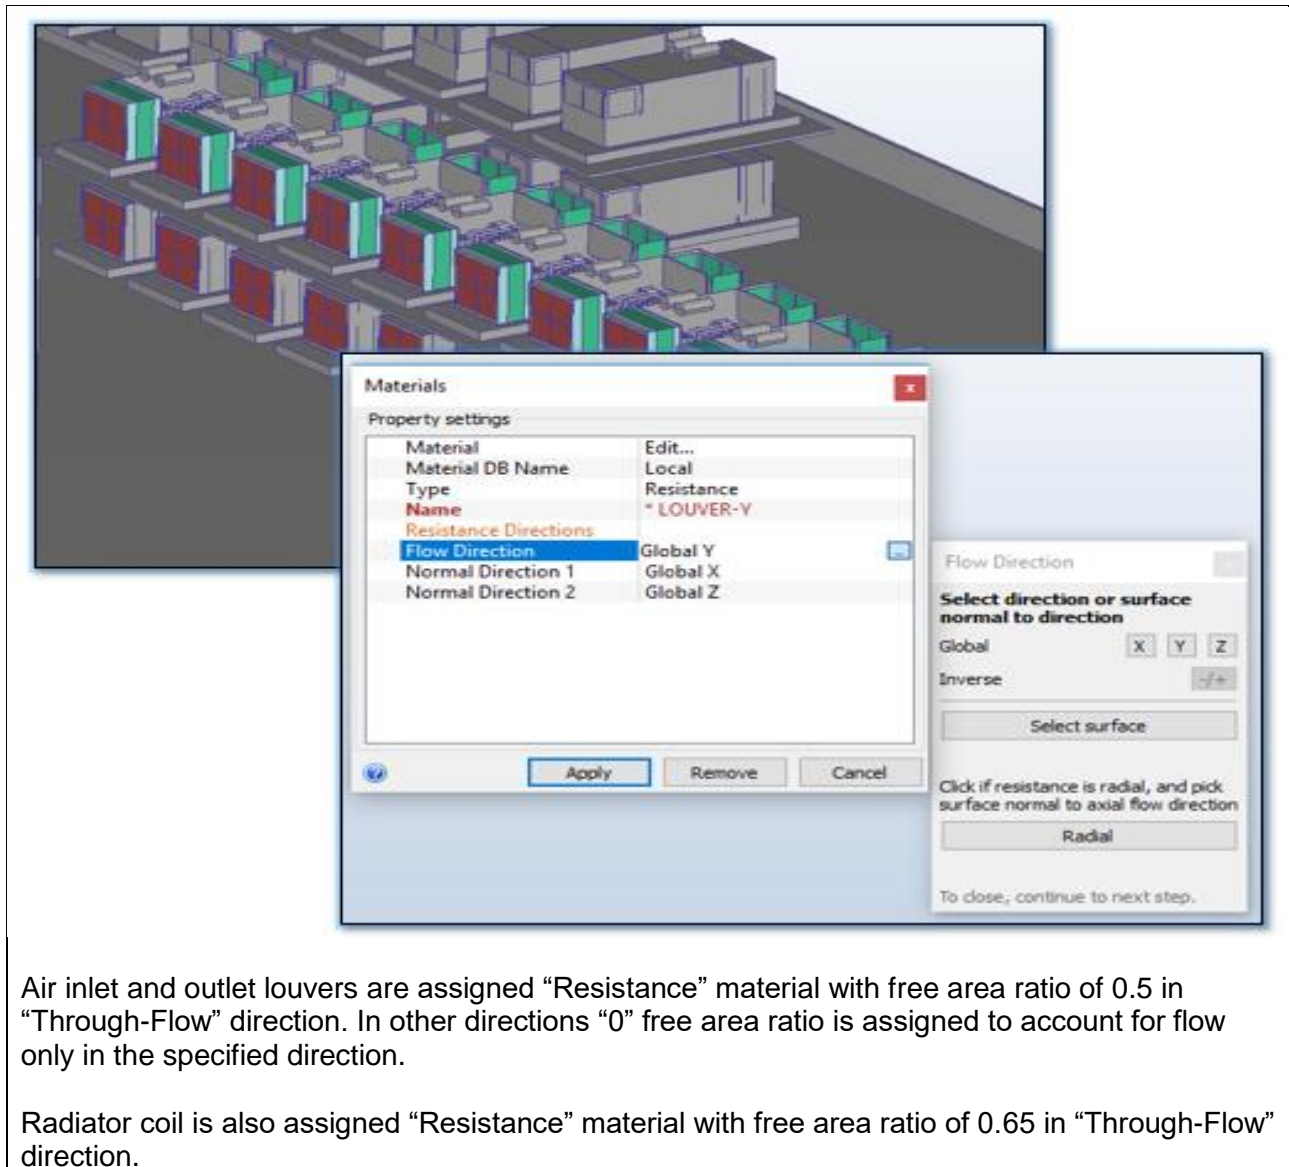 Materials
Property settings
Material Edit...
Material DB Name Local
Type Resistance
Name * LOUVER-Y
Resistance Directions
Flow Direction Global Y
Normal Direction 1 Global X
Normal Direction 2 Global Z
Apply Remove Cancel
Flow Direction
Select direction or surface
normal to direction
Global X Y Z
Inverse -/+
Select surface
Click if resistance is radial, and pick
surface normal to axial flow direction
Radial
To close, continue to next step.
Air inlet and outlet louvers are assigned “Resistance” material with free area ratio of 0.5 in
“Through-Flow” direction. In other directions “0” free area ratio is assigned to account for flow
only in the specified direction.
Radiator coil is also assigned “Resistance” material with free area ratio of 0.65 in “Through-Flow”
direction.